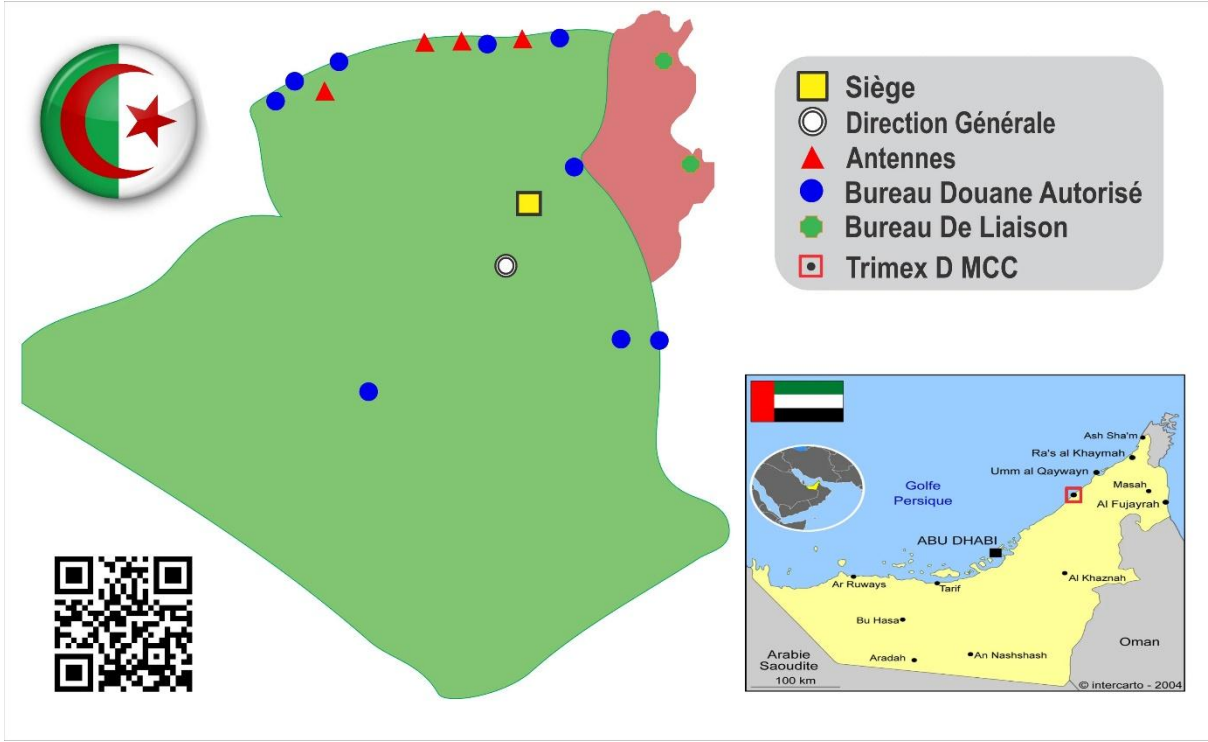 Siège
Direction Générale
Antennes
Bureau Douane Autorisé
Bureau De Liaison
Trimex D MCC
Ash Sha'm
Ra's al Khaymah
Umm al Qaywayn
Masah
Al Fujayrah
Golfe
Persique
ABU DHABI
Al Khaznah
Ar Ruways
Tarif
Bu Hasa
An Nashshash
Aradah
Oman
Arabie
Saoudite
100 km
© intercarto - 2004